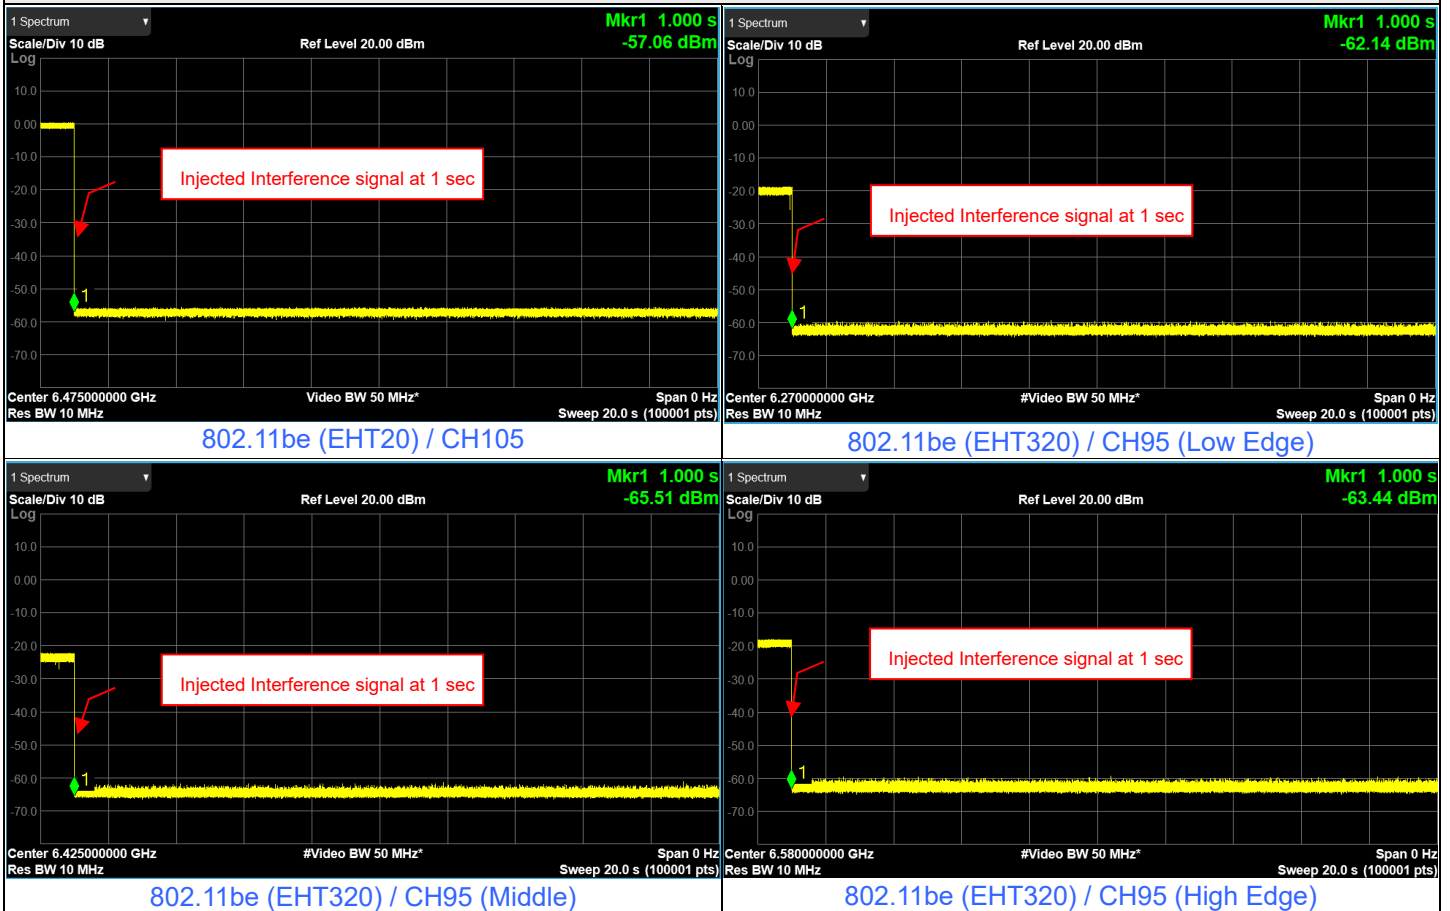 1 Spectrum
Mkr1 1.000 s
Scale/Div 10 dB
Ref Level 20.00 dBm
-57.06 dBm
Log
10.0
0.00
-10.0
-20.0
-30.0
-40.0
-50.0
-60.0
-70.0
Injected Interference signal at 1 sec
1
Center 6.475000000 GHz
Video BW 50 MHz*
Span 0 Hz
Res BW 10 MHz
Sweep 20.0 s (100001 pts)
802.11be (EHT20) / CH105
1 Spectrum
Mkr1 1.000 s
Scale/Div 10 dB
Ref Level 20.00 dBm
-62.14 dBm
Log
10.0
0.00
-10.0
-20.0
-30.0
-40.0
-50.0
-60.0
-70.0
Injected Interference signal at 1 sec
1
Center 6.270000000 GHz
#Video BW 50 MHz*
Span 0 Hz
Res BW 10 MHz
Sweep 20.0 s (100001 pts)
802.11be (EHT320) / CH95 (Low Edge)
1 Spectrum
Mkr1 1.000 s
Scale/Div 10 dB
Ref Level 20.00 dBm
-65.51 dBm
Log
10.0
0.00
-10.0
-20.0
-30.0
-40.0
-50.0
-60.0
-70.0
Injected Interference signal at 1 sec
1
Center 6.425000000 GHz
#Video BW 50 MHz*
Span 0 Hz
Res BW 10 MHz
Sweep 20.0 s (100001 pts)
802.11be (EHT320) / CH95 (Middle)
1 Spectrum
Mkr1 1.000 s
Scale/Div 10 dB
Ref Level 20.00 dBm
-63.44 dBm
Log
10.0
0.00
-10.0
-20.0
-30.0
-40.0
-50.0
-60.0
-70.0
Injected Interference signal at 1 sec
1
Center 6.580000000 GHz
#Video BW 50 MHz*
Span 0 Hz
Res BW 10 MHz
Sweep 20.0 s (100001 pts)
802.11be (EHT320) / CH95 (High Edge)